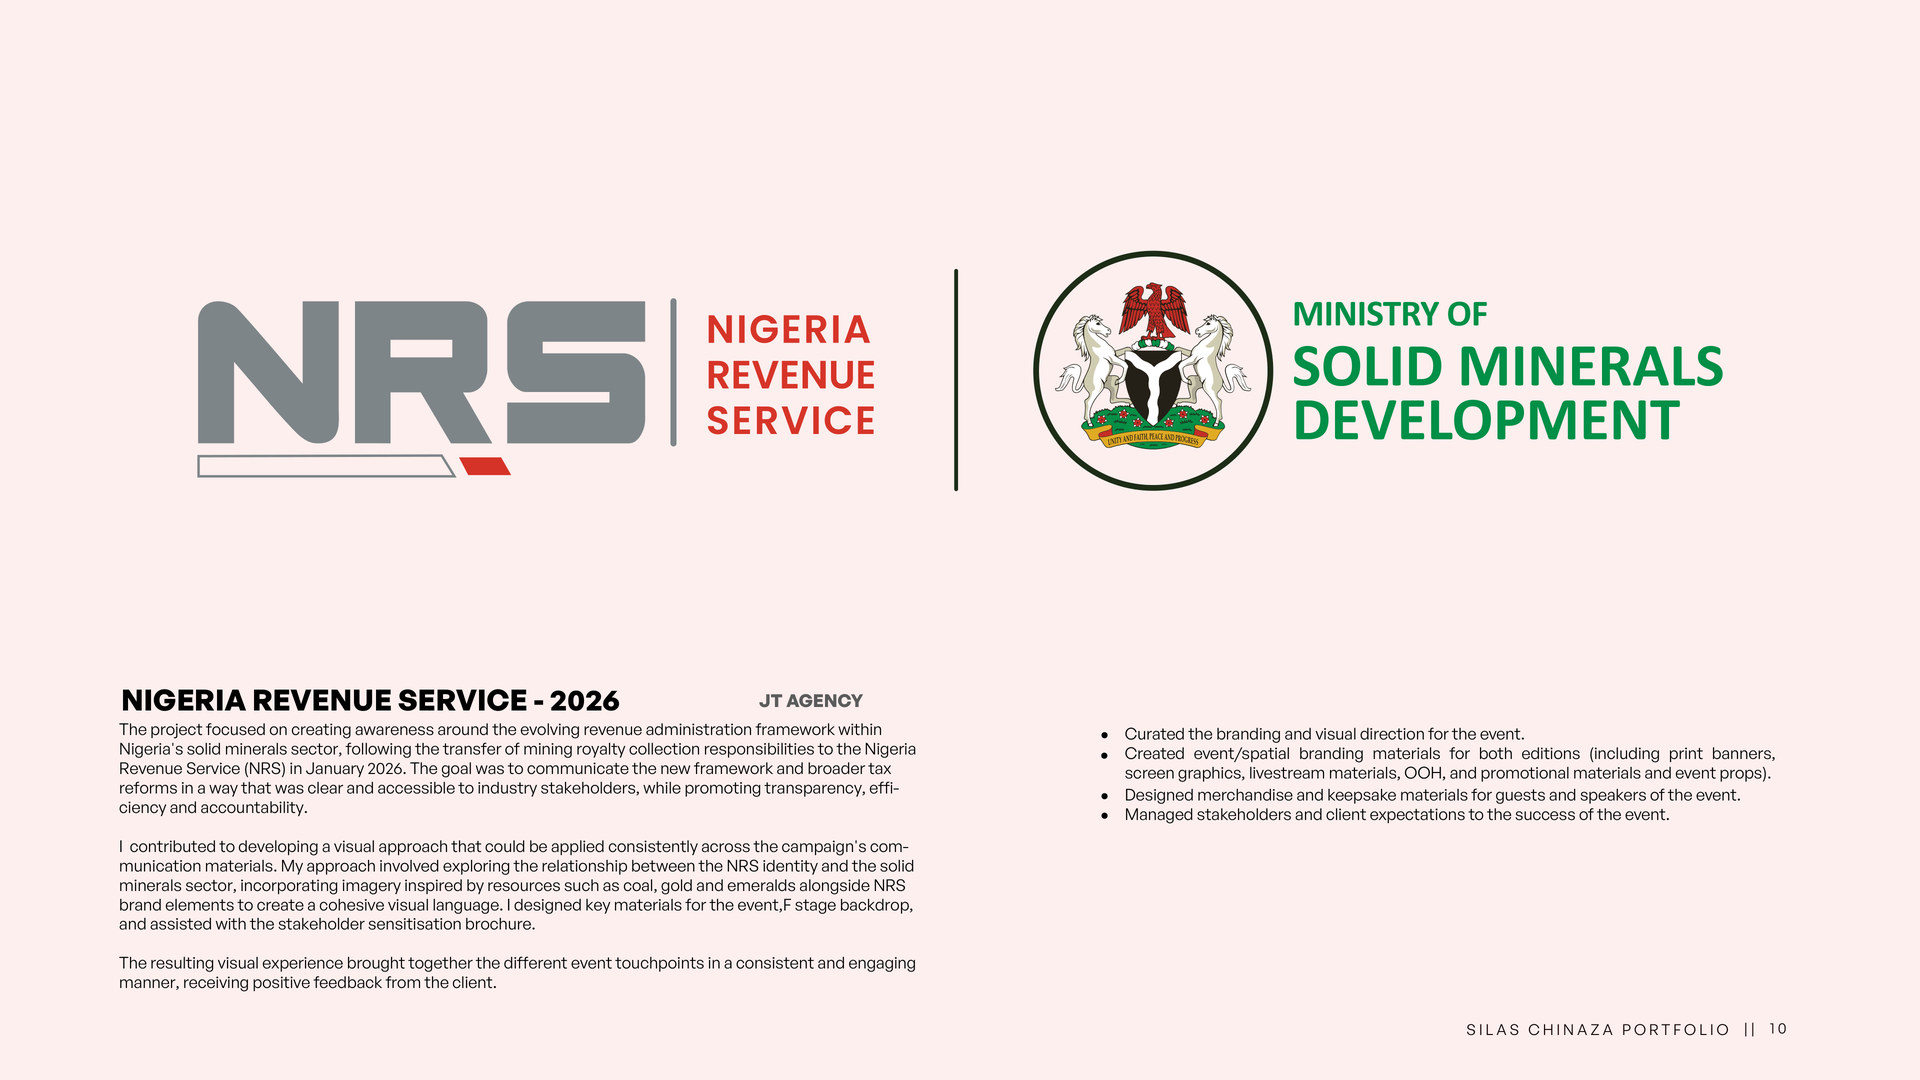 NRS
NIGERIA
REVENUE
SERVICE
UNITY AND FAITH, PEACE AND PROGRESS
MINISTRY OF
SOLID MINERALS
DEVELOPMENT
NIGERIA REVENUE SERVICE - 2026
JT AGENCY
The project focused on creating awareness around the evolving revenue administration framework within
Nigeria's solid minerals sector, following the transfer of mining royalty collection responsibilities to the Nigeria
Revenue Service (NRS) in January 2026. The goal was to communicate the new framework and broader tax
reforms in a way that was clear and accessible to industry stakeholders, while promoting transparency, effi-
ciency and accountability.
I contributed to developing a visual approach that could be applied consistently across the campaign's com-
munication materials. My approach involved exploring the relationship between the NRS identity and the solid
minerals sector, incorporating imagery inspired by resources such as coal, gold and emeralds alongside NRS
brand elements to create a cohesive visual language. I designed key materials for the event,F stage backdrop,
and assisted with the stakeholder sensitisation brochure.
The resulting visual experience brought together the different event touchpoints in a consistent and engaging
manner, receiving positive feedback from the client.
• Curated the branding and visual direction for the event.
• Created event/spatial branding materials for both editions (including print banners,
screen graphics, livestream materials, OOH, and promotional materials and event props).
• Designed merchandise and keepsake materials for guests and speakers of the event.
• Managed stakeholders and client expectations to the success of the event.
SILAS CHINAZA PORTFOLIO || 10